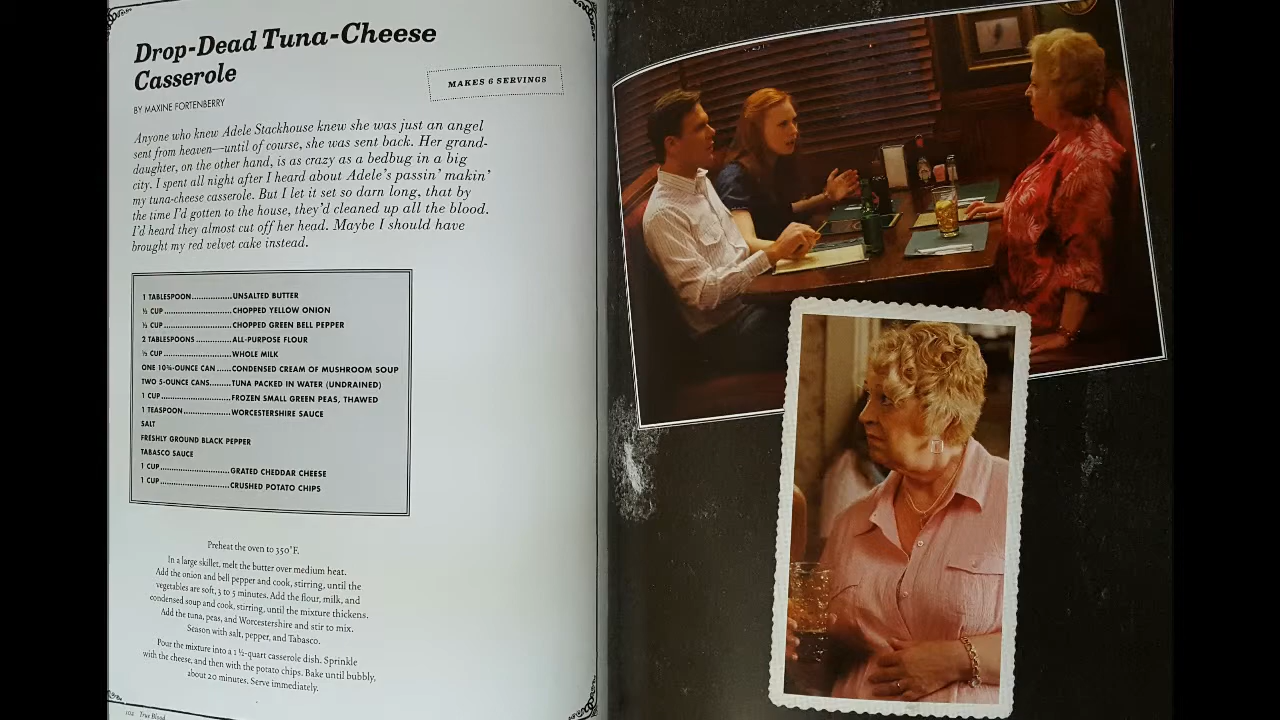 Drop-Dead Tuna-Cheese
Casserole
MAKES 6 SERVINGS
BY MAXINE FORTENBERRY
Anyone who knew Adele Stackhouse knew she was just an angel
sent from heaven—until of course, she was sent back. Her grand-
daughter, on the other hand, is as crazy as a bedbug in a big
city. I spent all night after I heard about Adele's passin' makin'
my tuna-cheese casserole. But I let it set so darn long, that by
the time I'd gotten to the house, they'd cleaned up all the blood.
I'd heard they almost cut off her head. Maybe I should have
brought my red velvet cake instead.
1 TABLESPOON.................UNSALTED BUTTER
CUP............................CHOPPED YELLOW ONION
CUP............................CHOPPED GREEN BELL PEPPER
2 TABLESPOONS...............ALL-PURPOSE FLOUR
CUP............................WHOLE MILK
ONE 10¾-OUNCE CAN......CONDENSED CREAM OF MUSHROOM SOUP
TWO 5-OUNCE CANS.........TUNA PACKED IN WATER (UNDRAINED)
1 CUP..............................FROZEN SMALL GREEN PEAS, THAWED
1 TEASPOON....................WORCESTERSHIRE SAUCE
SALT
FRESHLY GROUND BLACK PEPPER
TABASCO SAUCE
1 CUP..............................GRATED CHEDDAR CHEESE
1 CUP..............................CRUSHED POTATO CHIPS
Preheat the oven to 350°F.
In a large skillet, melt the butter over medium heat.
Add the onion and bell pepper and cook, stirring, until the
vegetables are soft, 3 to 5 minutes. Add the flour, milk, and
condensed soup and cook, stirring, until the mixture thickens.
Add the tuna, peas, and Worcestershire and stir to mix.
Season with salt, pepper, and Tabasco.
Pour the mixture into a 1 ½-quart casserole dish. Sprinkle
with the cheese, and then with the potato chips. Bake until bubbly,
about 20 minutes. Serve immediately.
102 True Blood